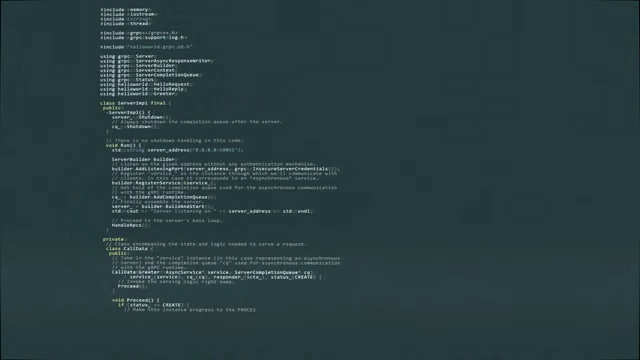 #include <memory>
#include <iostream>
#include <string>
#include <thread>
#include <grpc++/grpc++.h>
#include <grpc/support/log.h>
#include "helloworld.grpc.pb.h"
using grpc::Server;
using grpc::ServerAsyncResponseWriter;
using grpc::ServerBuilder;
using grpc::ServerContext;
using grpc::ServerCompletionQueue;
using grpc::Status;
using helloworld::HelloRequest;
using helloworld::HelloReply;
using helloworld::Greeter;
class ServerImpl final {
public:
~ServerImpl() {
server_->Shutdown();
// Always shutdown the completion queue after the server.
cq_->Shutdown();
// There is no shutdown handling in this code.
void Run() {
std::string server_address("0.0.0.0:50051
ServerBuilder builder;
// Listen on the given address without any authentication mechanism.
builder.AddListeningPort(server_address, grpc::InsecureServerCredentials());
// Register "service_" as the instance through which we'll communicate with
// clients. In this case it corresponds to an *asynchronous* service.
builder.RegisterService(&service_);
// Get hold of the completion queue used for the asynchronous communication
// with the gRPC runtime.
cq_ = builder.AddCompletionQueue();
// Finally assemble the server.
server_ = builder.BuildAndStart();
std::cout << "Server listening on " << server_address << std::endl;
// Proceed to the server's main loop.
HandleRpcs();
}
private:
// Class encompasing the state and logic needed to serve a request.
class CallData {
public:
// Take in the "service" instance (in this case representing an asynchronous
// server) and the completion queue "cq" used for asynchronous communication
// with the gRPC runtime.
CallData(Greeter::AsyncService* service, ServerCompletionQueue* cq)
: service_(service), cq_(cq), responder_(&ctx_), status_(CREATE) {
// Invoke the serving logic right away.
Proceed();
void Proceed() {
if (status_ == CREATE) {
// Make this instance progress to the PROCES